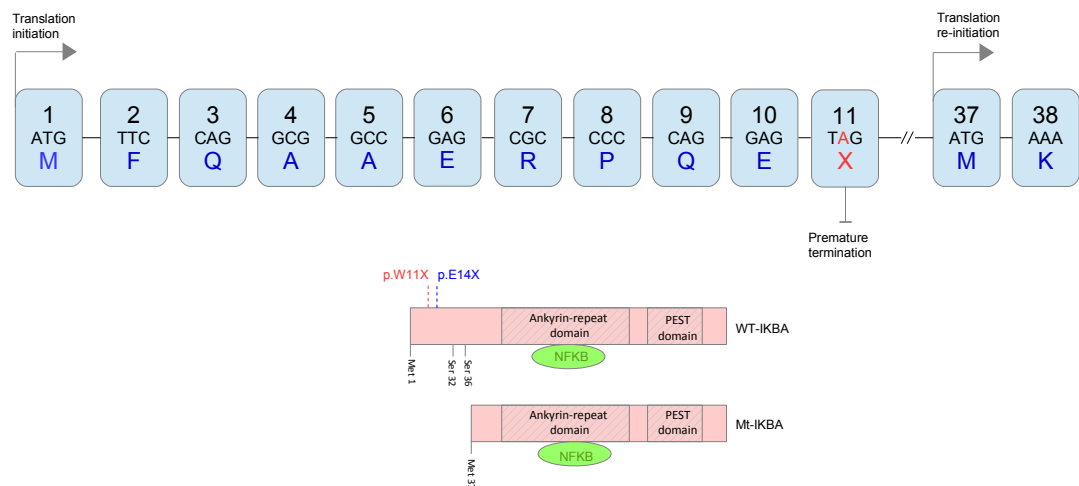 Translation
initiation
Translation
re-initiation
1 2 3 4 5 6 7 8 9 10 11 37 38
ATG TTC CAG GCG GCC GAG CGC CCC CAG GAG TAG // ATG AAA
M F Q A A E R P Q E X M K
Premature
termination
p.W11X p.E14X
Ankyrin-repeat
domain
PEST
domain
WT-IKBA
NFKB
Met 1
Ser 32
Ser 36
Ankyrin-repeat
domain
PEST
domain
Mt-IKBA
NFKB